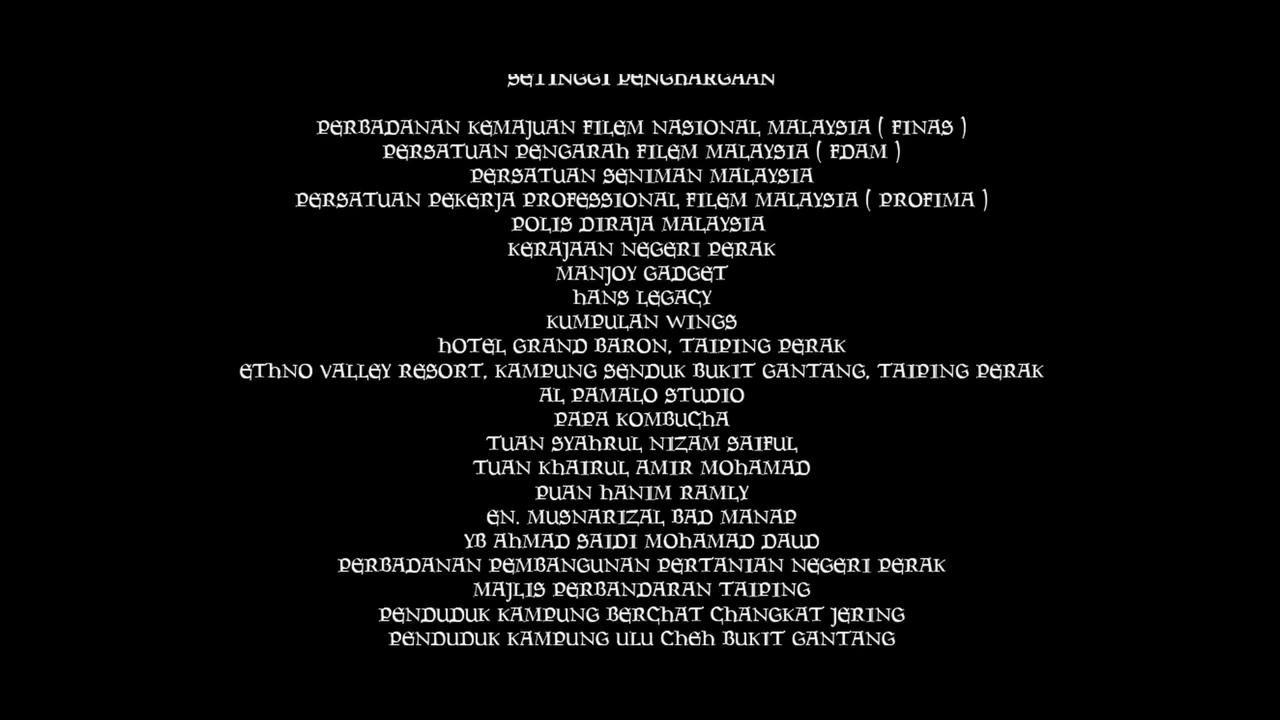 SETINGGI PENGHARGAAN
PERBADANAN KEMAJUAN FILEM NASIONAL MALAYSIA ( FINAS )
PERSATUAN PENGARAH FILEM MALAYSIA ( FDAM )
PERSATUAN SENIMAN MALAYSIA
PERSATUAN PEKERJA PROFESSIONAL FILEM MALAYSIA ( PROFIMA )
POLIS DIRAJA MALAYSIA
KERAJAAN NEGERI PERAK
MANJOY GADGET
HANS LEGACY
KUMPULAN WINGS
HOTEL GRAND BARON, TAIPING PERAK
ETHNO VALLEY RESORT, KAMPUNG SENDUK BUKIT GANTANG, TAIPING PERAK
AL PAMALO STUDIO
PAPA KOMBUCHA
TUAN SYAHRUL NIZAM SAIFUL
TUAN KHAIRUL AMIR MOHAMAD
PUAN HANIM RAMLY
EN. MUSNARIZAL BAD MANAP
YB AHMAD SAIDI MOHAMAD DAUD
PERBADANAN PEMBANGUNAN PERTANIAN NEGERI PERAK
MAJLIS PERBANDARAN TAIPING
PENDUDUK KAMPUNG BERCHAT CHANGKAT JERING
PENDUDUK KAMPUNG ULU CHEH BUKIT GANTANG